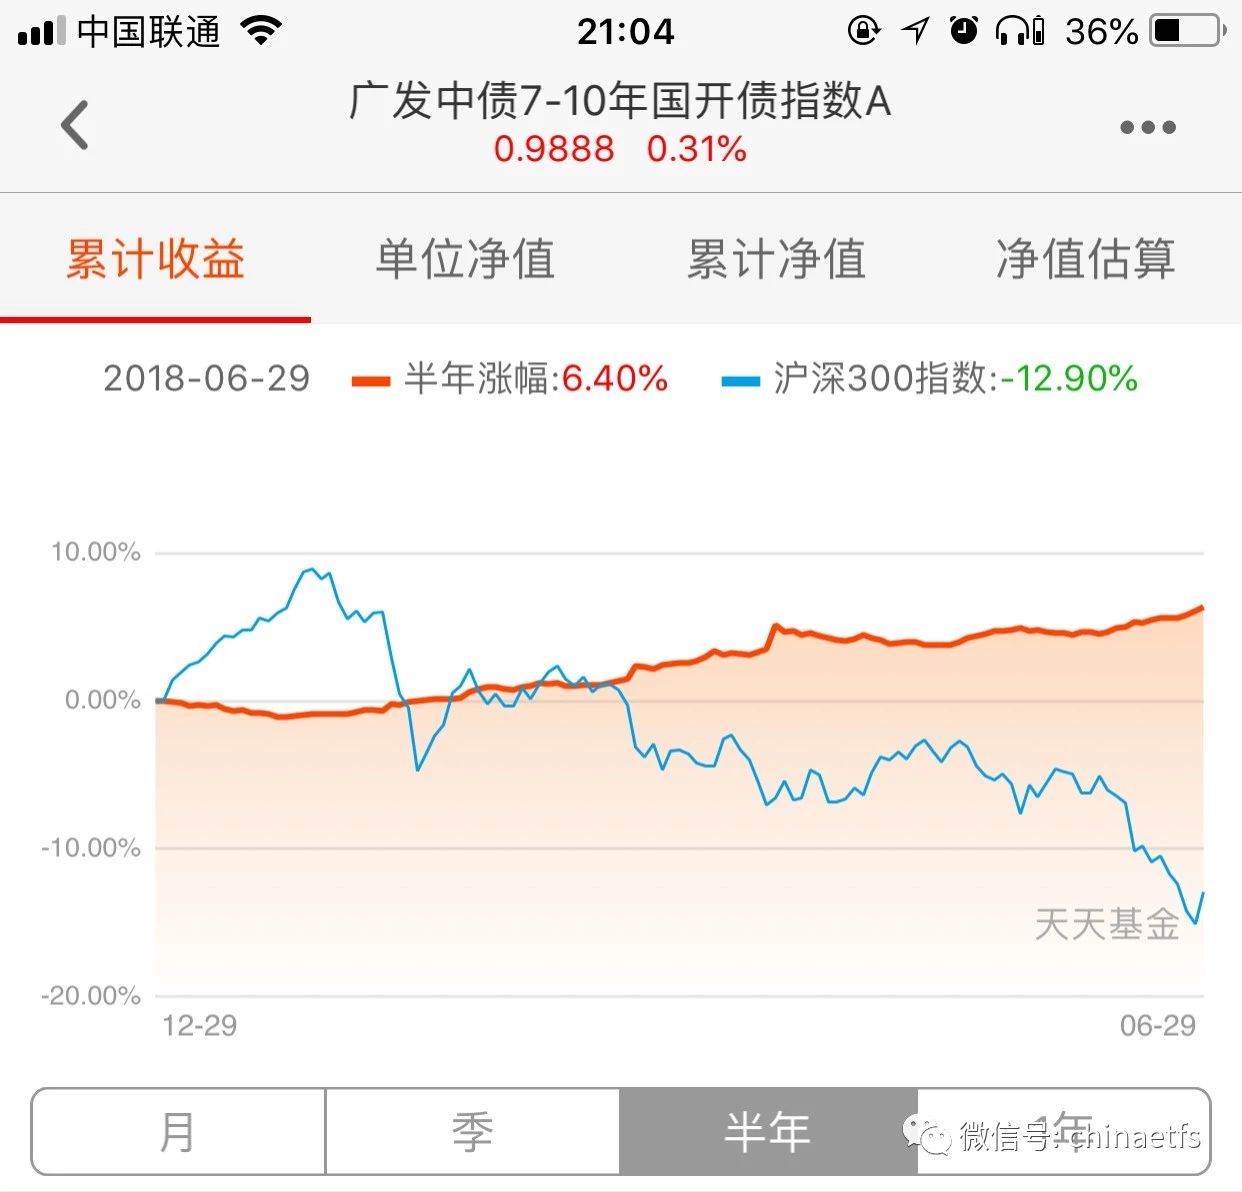 中国联通 21:04 36%
广发中债7-10年国开债指数A
0.9888 0.31%
累计收益 单位净值 累计净值 净值估算
2018-06-29 半年涨幅:6.40% 沪深300指数:-12.90%
10.00%
0.00%
-10.00%
天天基金
-20.00%
12-29 06-29
月 季 半年 1年
微信号: chinaetfs